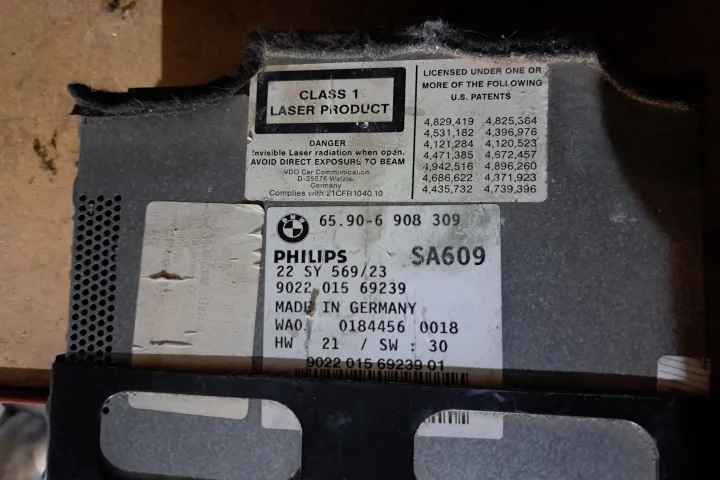 CLASS 1
LASER PRODUCT
DANGER
Invisible Laser radiation when open.
AVOID DIRECT EXPOSURE TO BEAM
VDO Car Communication
D-35576 Wetzlar
Germany
Complies with 21CFR1040.10
LICENSED UNDER ONE OR
MORE OF THE FOLLOWING
U.S. PATENTS
4,829,419 4,825,364
4,531,182 4,396,976
4,121,284 4,120,523
4,471,385 4,672,457
4,942,516 4,896,260
4,686,622 4,371,923
4,435,732 4,739,396
BMW 65.90-6 908 309
PHILIPS SA609
22 SY 569/23
9022 015 69239
MADE IN GERMANY
WAO. 0184456 0018
HW 21 / SW : 30
9022 015 69239 01